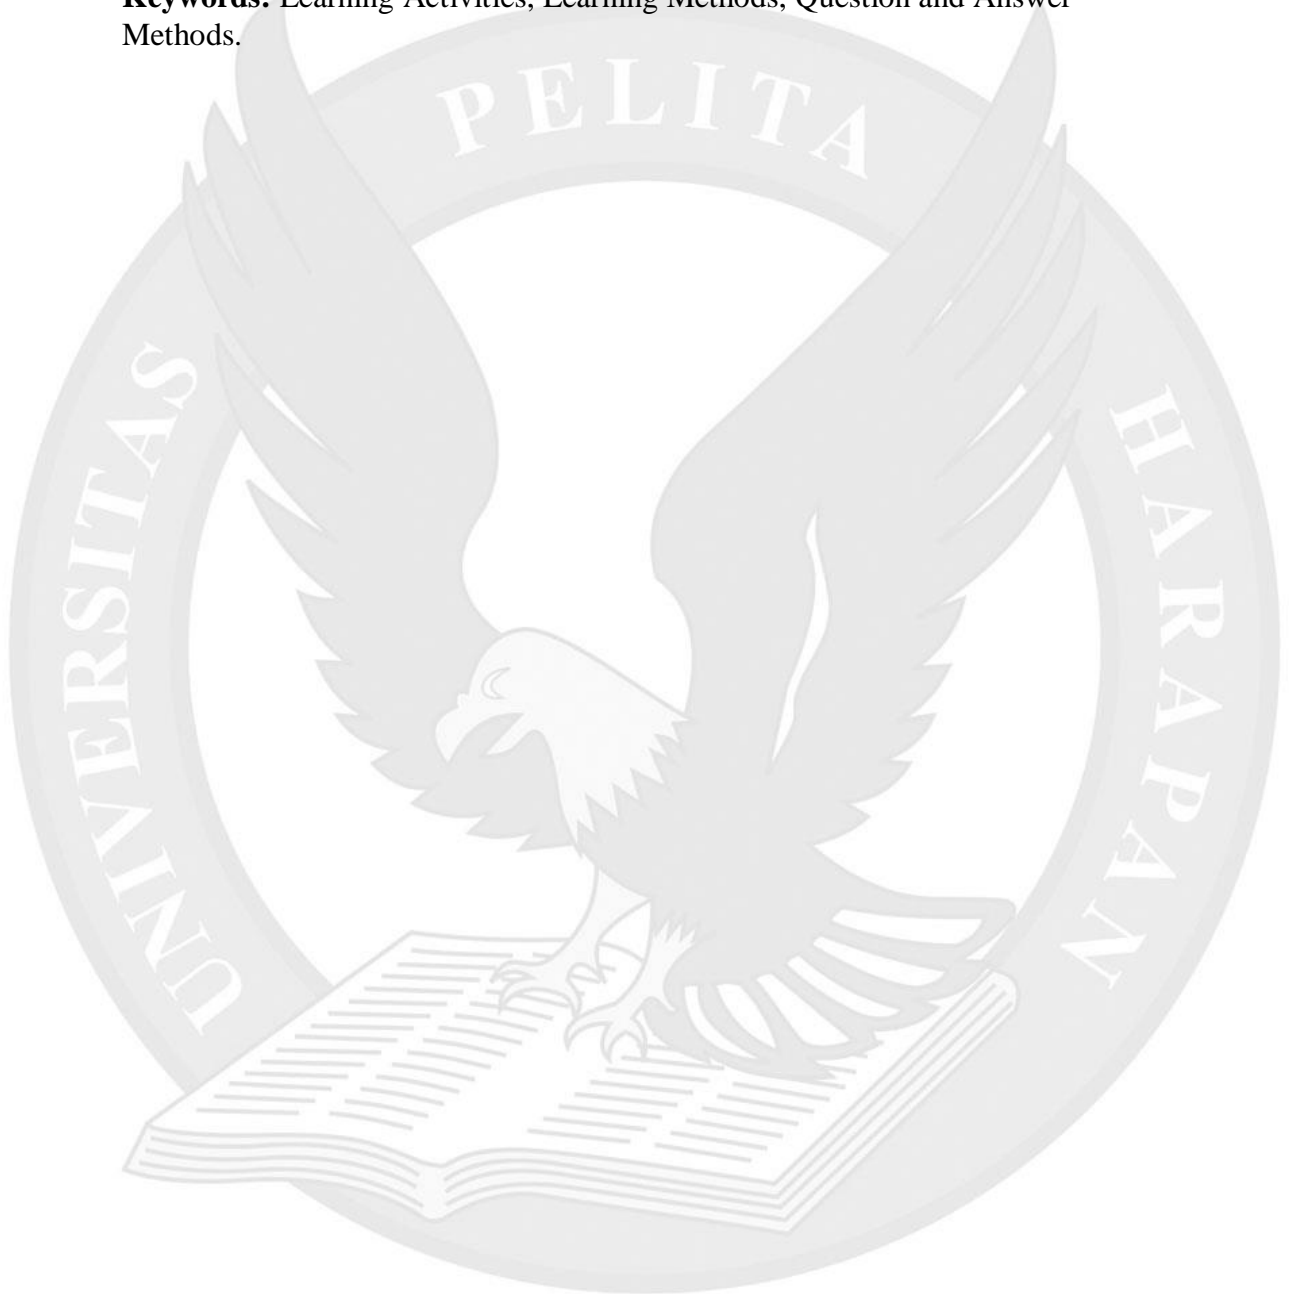 Keywords: Learning Activities, Learning Methods, Question and Answer
Methods.
PELITA
UNIVERSITAS
HARAPAN